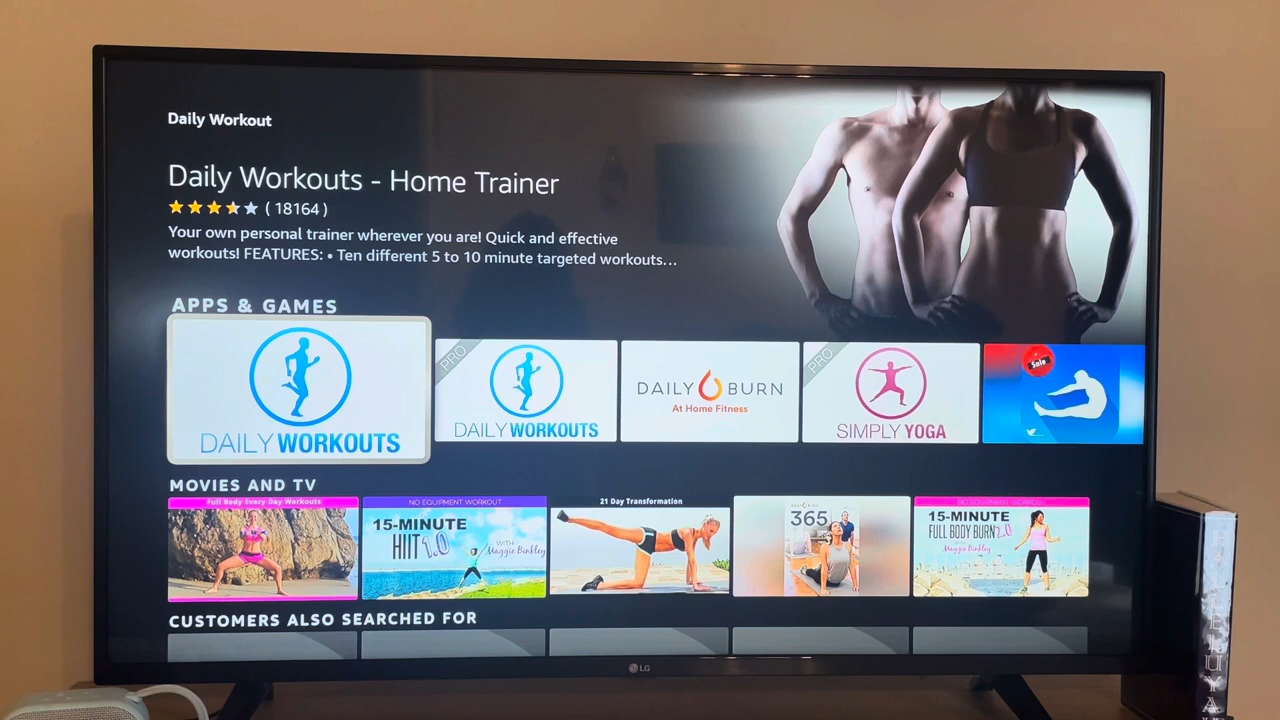 Daily Workout
Daily Workouts - Home Trainer
( 18164 )
Your own personal trainer wherever you are! Quick and effective
workouts! FEATURES: • Ten different 5 to 10 minute targeted workouts...
APPS & GAMES
DAILY WORKOUTS
PRO
DAILY WORKOUTS
DAILY BURN
At Home Fitness
PRO
SIMPLY YOGA
Sale
MOVIES AND TV
Full Body Every Day Workouts
NO EQUIPMENT WORKOUT
15-MINUTE
HIIT 1.0
WITH
Maggie Binkley
21 Day Transformation
365
NO EQUIPMENT WORKOUT
15-MINUTE
FULL BODY BURN 2.0
Maggie Binkley
CUSTOMERS ALSO SEARCHED FOR
LG